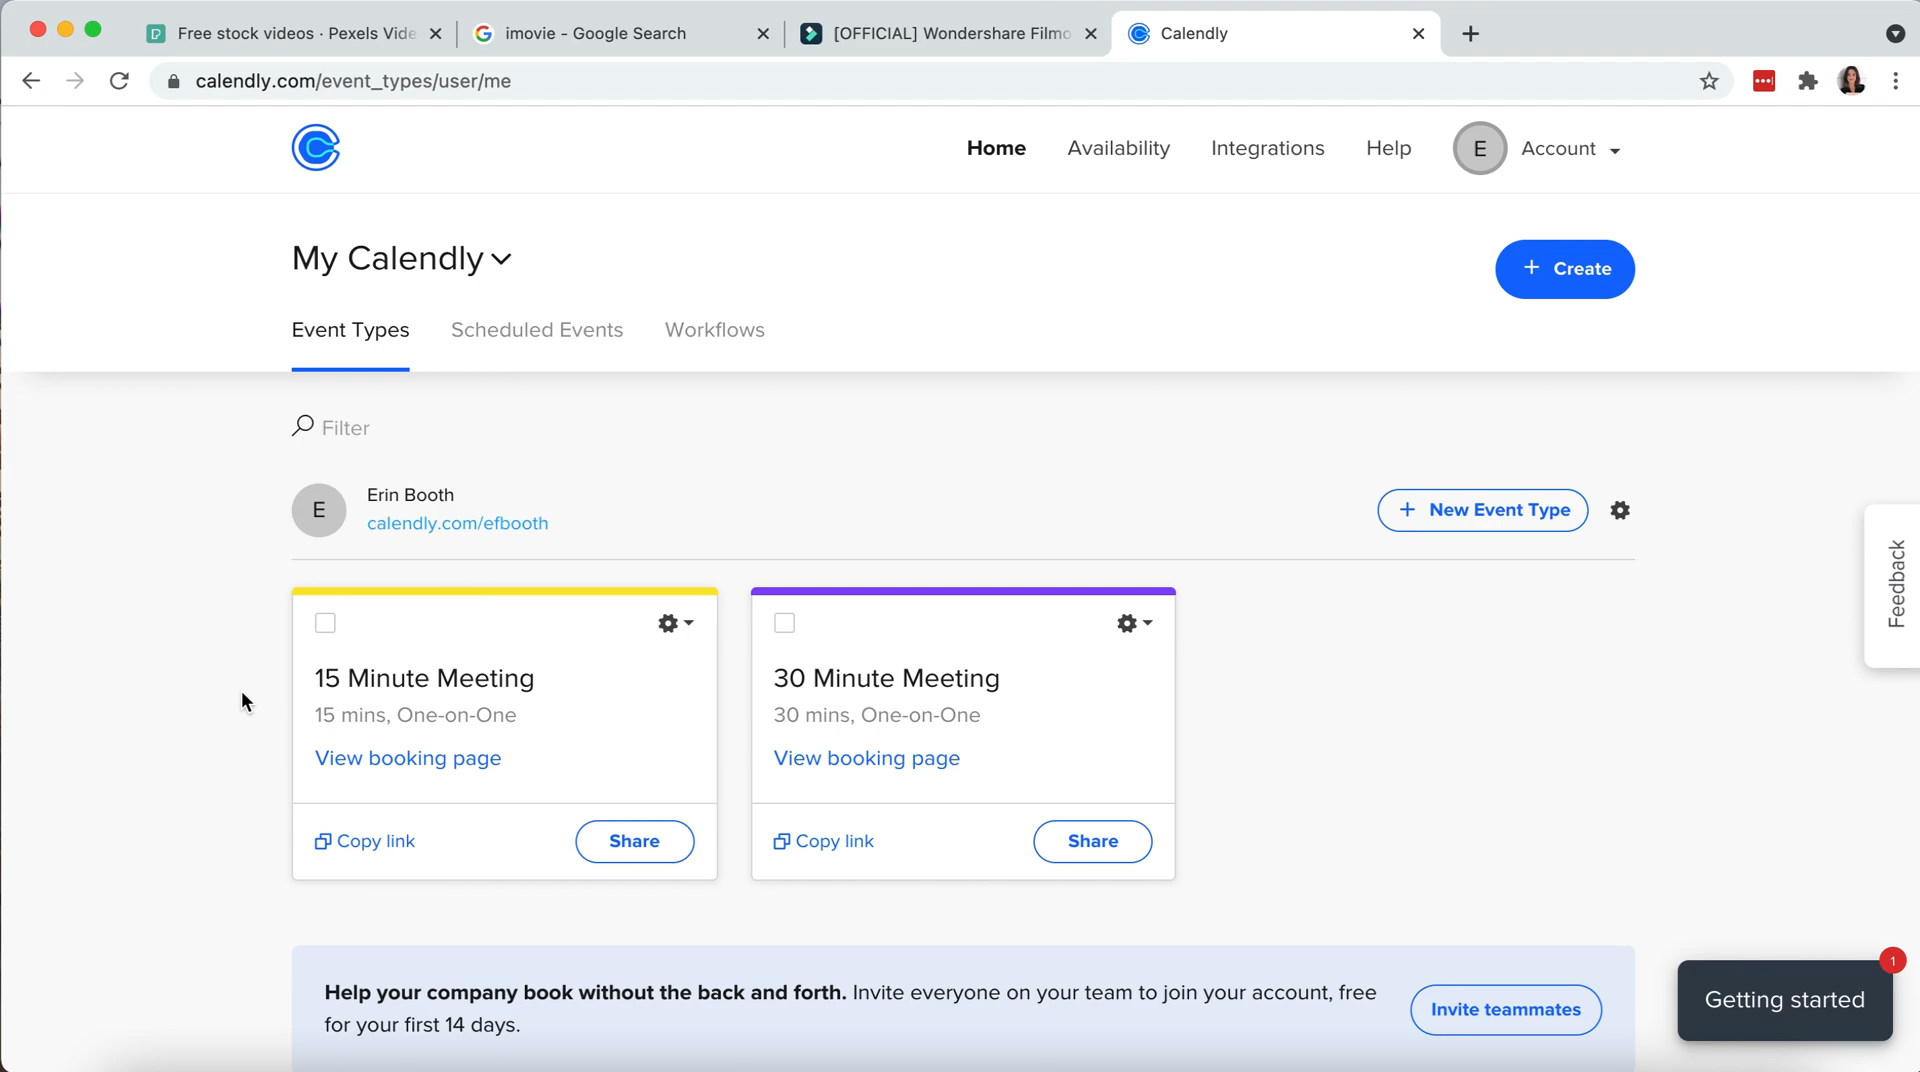 Free stock videos · Pexels Vide
imovie - Google Search
[OFFICIAL] Wondershare Filmo
Calendly
calendly.com/event_types/user/me
Home
Availability
Integrations
Help
E
Account
My Calendly
+ Create
Event Types
Scheduled Events
Workflows
Filter
E
Erin Booth
calendly.com/efbooth
+ New Event Type
Feedback
15 Minute Meeting
15 mins, One-on-One
View booking page
Copy link
Share
30 Minute Meeting
30 mins, One-on-One
View booking page
Copy link
Share
Help your company book without the back and forth. Invite everyone on your team to join your account, free
for your first 14 days.
Invite teammates
1
Getting started